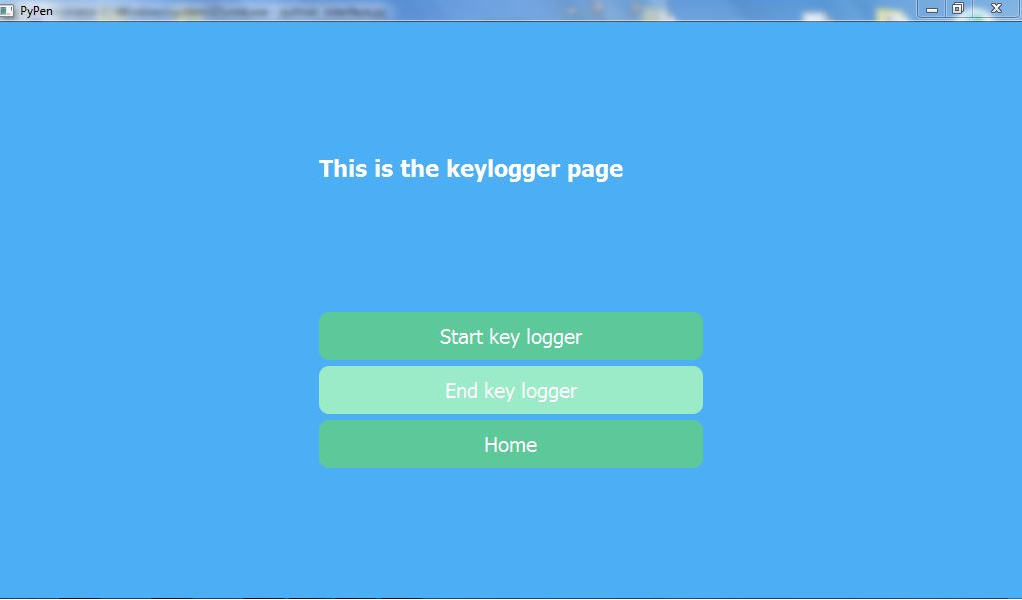 PyPen
This is the keylogger page
Start key logger
End key logger
Home